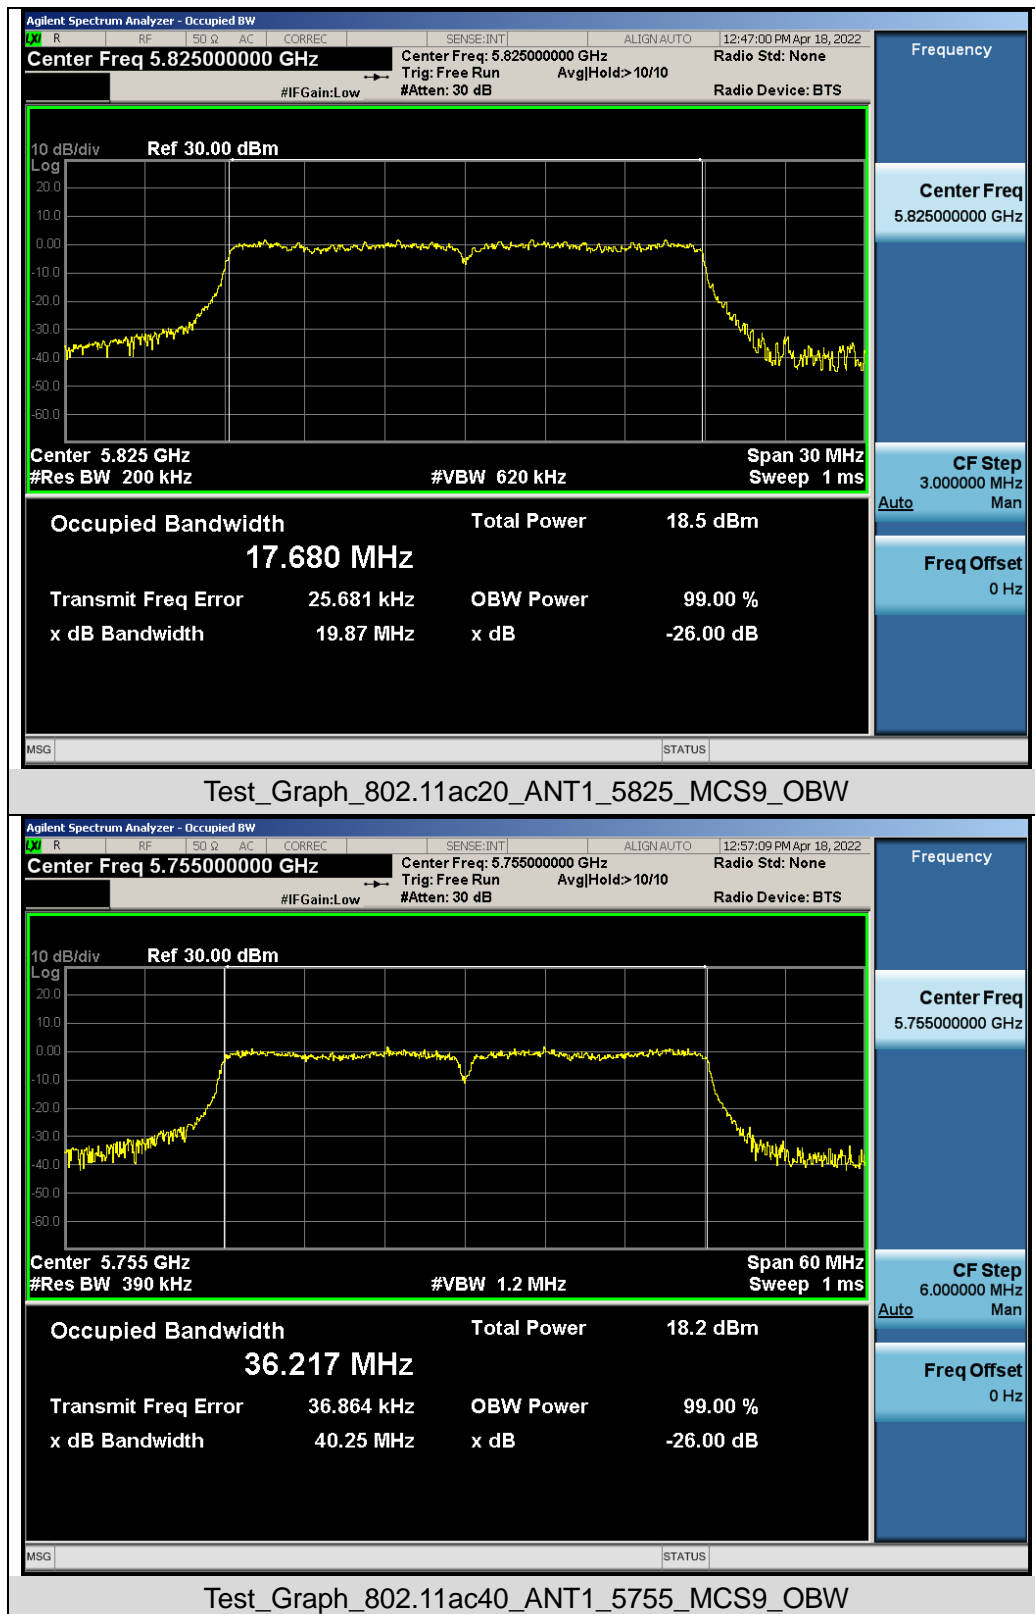 Agilent Spectrum Analyzer - Occupied BW
LXI R RF 50 Ω AC CORREC SENSE:INT ALIGN AUTO 12:47:00 PM Apr 18, 2022
Center Freq 5.825000000 GHz Center Freq: 5.825000000 GHz Radio Std: None Frequency
Trig: Free Run Avg|Hold:>10/10
#IFGain:Low #Atten: 30 dB Radio Device: BTS
10 dB/div Ref 30.00 dBm
Log
20.0
10.0
0.00
-10.0
-20.0
-30.0
-40.0
-50.0
-60.0
Center Freq
5.825000000 GHz
Center 5.825 GHz Span 30 MHz
#Res BW 200 kHz #VBW 620 kHz Sweep 1 ms
CF Step
3.000000 MHz
Auto Man
Occupied Bandwidth Total Power 18.5 dBm
17.680 MHz
Freq Offset
0 Hz
Transmit Freq Error 25.681 kHz OBW Power 99.00 %
x dB Bandwidth 19.87 MHz x dB -26.00 dB
MSG STATUS
Test_Graph_802.11ac20_ANT1_5825_MCS9_OBW
Agilent Spectrum Analyzer - Occupied BW
LXI R RF 50 Ω AC CORREC SENSE:INT ALIGN AUTO 12:57:09 PM Apr 18, 2022
Center Freq 5.755000000 GHz Center Freq: 5.755000000 GHz Radio Std: None Frequency
Trig: Free Run Avg|Hold:>10/10
#IFGain:Low #Atten: 30 dB Radio Device: BTS
10 dB/div Ref 30.00 dBm
Log
20.0
10.0
0.00
-10.0
-20.0
-30.0
-40.0
-50.0
-60.0
Center Freq
5.755000000 GHz
Center 5.755 GHz Span 60 MHz
#Res BW 390 kHz #VBW 1.2 MHz Sweep 1 ms
CF Step
6.000000 MHz
Auto Man
Occupied Bandwidth Total Power 18.2 dBm
36.217 MHz
Freq Offset
0 Hz
Transmit Freq Error 36.864 kHz OBW Power 99.00 %
x dB Bandwidth 40.25 MHz x dB -26.00 dB
MSG STATUS
Test_Graph_802.11ac40_ANT1_5755_MCS9_OBW